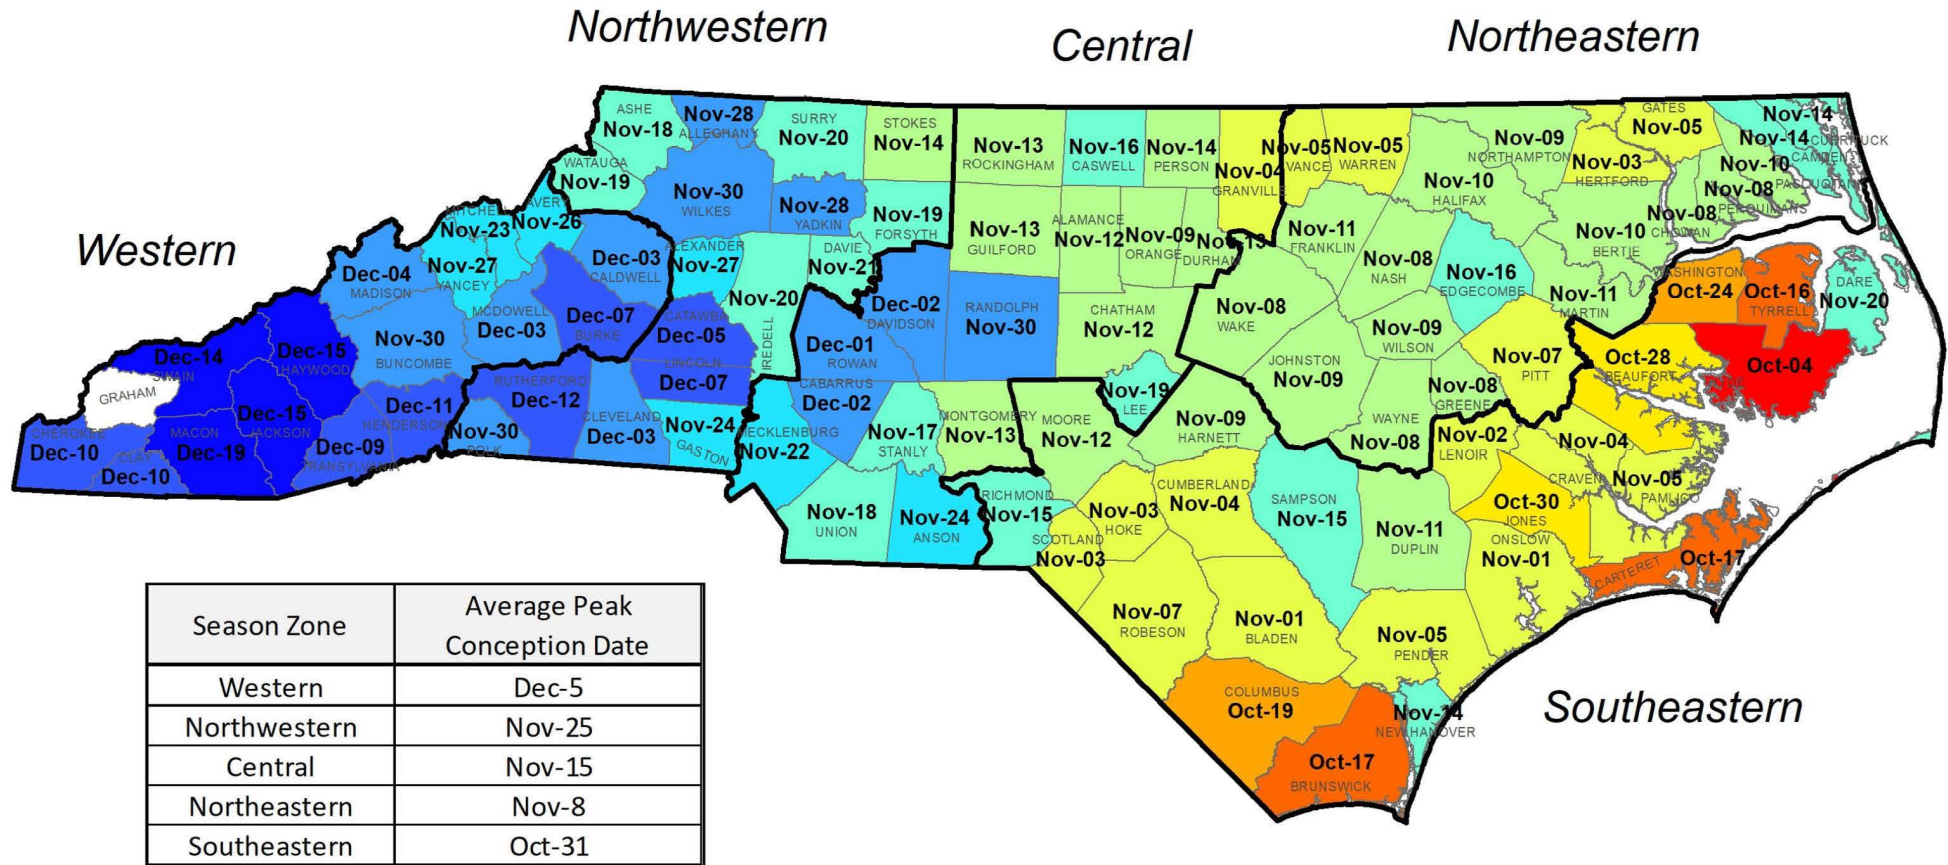 Northwestern
Central
Northeastern
Western
Southeastern
ASHE
Nov-18
Nov-28
ALLEGHANY
SURRY
Nov-20
STOKES
Nov-14
WATAUGA
Nov-19
Nov-30
WILKES
Nov-28
YADKIN
Nov-19
FORSYTH
MITCHELL
Nov-23
AVERY
Nov-26
Nov-27
YANCEY
Dec-04
MADISON
Dec-03
CALDWELL
ALEXANDER
Nov-27
DAVIE
Nov-21
Nov-20
IREDELL
MCDOWELL
Dec-03
Dec-07
BURKE
CATAWBA
Dec-05
LINCOLN
Dec-07
Nov-30
BUNCOMBE
Dec-14
SWAIN
Dec-15
HAYWOOD
GRAHAM
CHEROKEE
Dec-10
CLAY
Dec-10
MACON
Dec-19
Dec-15
JACKSON
Dec-09
TRANSYLVANIA
Dec-11
HENDERSON
RUTHERFORD
Dec-12
Nov-30
POLK
CLEVELAND
Dec-03
Nov-24
GASTON
Nov-13
ROCKINGHAM
Nov-16
CASWELL
Nov-14
PERSON
Nov-04
GRANVILLE
Nov-13
GUILFORD
ALAMANCE
Nov-12
Nov-09
ORANGE
Nov-13
DURHAM
Dec-02
DAVIDSON
RANDOLPH
Nov-30
CHATHAM
Nov-12
Dec-01
ROWAN
CABARRUS
Dec-02
MECKLENBURG
Nov-22
Nov-17
STANLY
MONTGOMERY
Nov-13
Nov-18
UNION
Nov-24
ANSON
Nov-19
LEE
Nov-05
VANCE
Nov-05
WARREN
Nov-09
NORTHAMPTON
Nov-10
HALIFAX
Nov-03
HERTFORD
GATES
Nov-05
Nov-14
CURRITUCK
Nov-14
CAMDEN
Nov-10
PASQUOTANK
Nov-08
PERQUIMANS
Nov-08
CHOWAN
Nov-10
BERTIE
Nov-11
FRANKLIN
Nov-08
NASH
Nov-16
EDGECOMBE
Nov-11
MARTIN
Nov-08
WAKE
Nov-09
WILSON
Nov-07
PITT
JOHNSTON
Nov-09
Nov-08
GREENE
WAYNE
Nov-08
WASHINGTON
Oct-24
Oct-16
TYRRELL
DARE
Nov-20
Oct-28
BEAUFORT
Oct-04
HYDE
MOORE
Nov-12
Nov-09
HARNETT
RICHMOND
Nov-15
SCOTLAND
Nov-03
Nov-03
HOKE
CUMBERLAND
Nov-04
SAMPSON
Nov-15
Nov-11
DUPLIN
Nov-02
LENOIR
Nov-04
CRAVEN
Nov-05
PAMLICO
Oct-30
JONES
ONSLOW
Nov-01
CARTERET
Oct-17
Nov-07
ROBESON
Nov-01
BLADEN
Nov-05
PENDER
COLUMBUS
Oct-19
Nov-14
NEW HANOVER
Oct-17
BRUNSWICK
Season Zone
Average Peak
Conception Date
Western Dec-5
Northwestern Nov-25
Central Nov-15
Northeastern Nov-8
Southeastern Oct-31